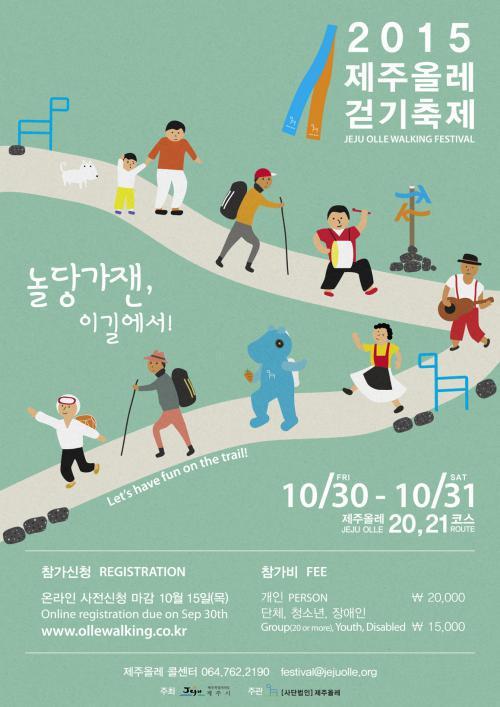 2015
제주올레
걷기축제
JEJU OLLE WALKING FESTIVAL
놀당가잰,
이길에서!
Let's have fun on the trail!
FRI SAT
10/30 - 10/31
제주올레 20,21 코스
JEJU OLLE ROUTE
참가신청 REGISTRATION
온라인 사전신청 마감 10월 15일(목)
Online registration due on Sep 30th
www.ollewalking.co.kr
참가비 FEE
개인 PERSON ₩ 20,000
단체, 청소년, 장애인
Group(20 or more), Youth, Disabled ₩ 15,000
제주올레 콜센터 064.762.2190 festival@jejuolle.org
주최 Jeju 제주시 주관 [사단법인] 제주올레